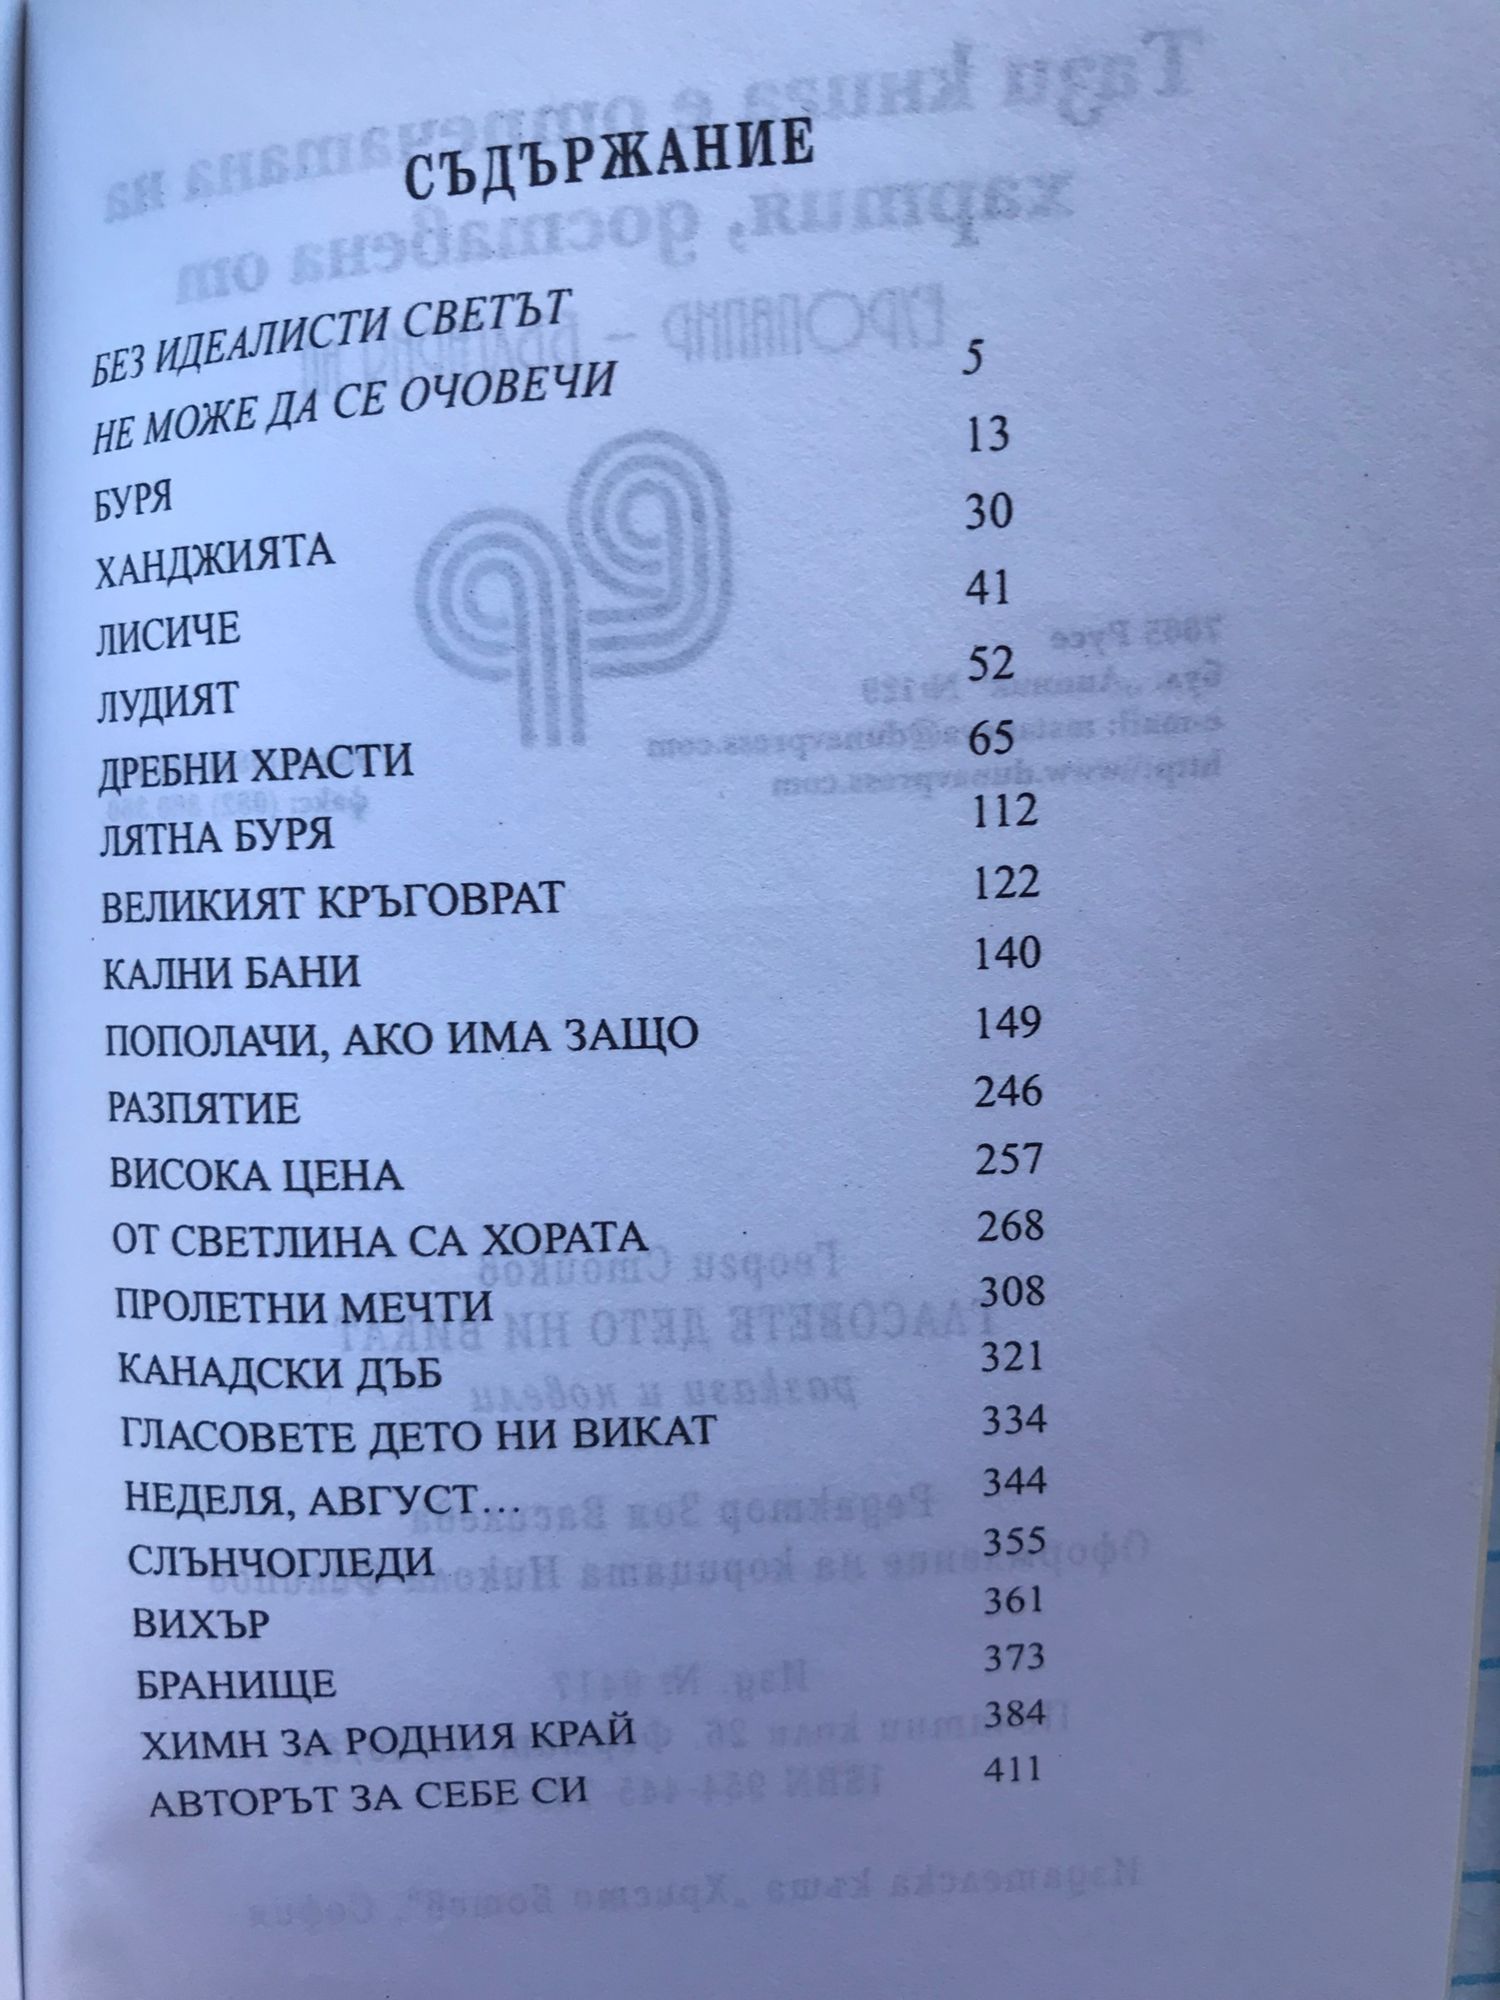 СЪДЪРЖАНИЕ
БЕЗ ИДЕАЛИСТИ СВЕТЪТ
НЕ МОЖЕ ДА СЕ ОЧОВЕЧИ 5
БУРЯ 13
ХАНДЖИЯТА 30
ЛИСИЧЕ 41
ЛУДИЯТ 52
ДРЕБНИ ХРАСТИ 65
ЛЯТНА БУРЯ 112
ВЕЛИКИЯТ КРЪГОВРАТ 122
КАЛНИ БАНИ 140
ПОПОЛАЧИ, АКО ИМА ЗАЩО 149
РАЗПЯТИЕ 246
ВИСОКА ЦЕНА 257
ОТ СВЕТЛИНА СА ХОРАТА 268
ПРОЛЕТНИ МЕЧТИ 308
КАНАДСКИ ДЪБ 321
ГЛАСОВЕТЕ ДЕТО НИ ВИКАТ 334
НЕДЕЛЯ, АВГУСТ... 344
СЛЪНЧОГЛЕДИ 355
ВИХЪР 361
БРАНИЩЕ 373
ХИМН ЗА РОДНИЯ КРАЙ 384
АВТОРЪТ ЗА СЕБЕ СИ 411